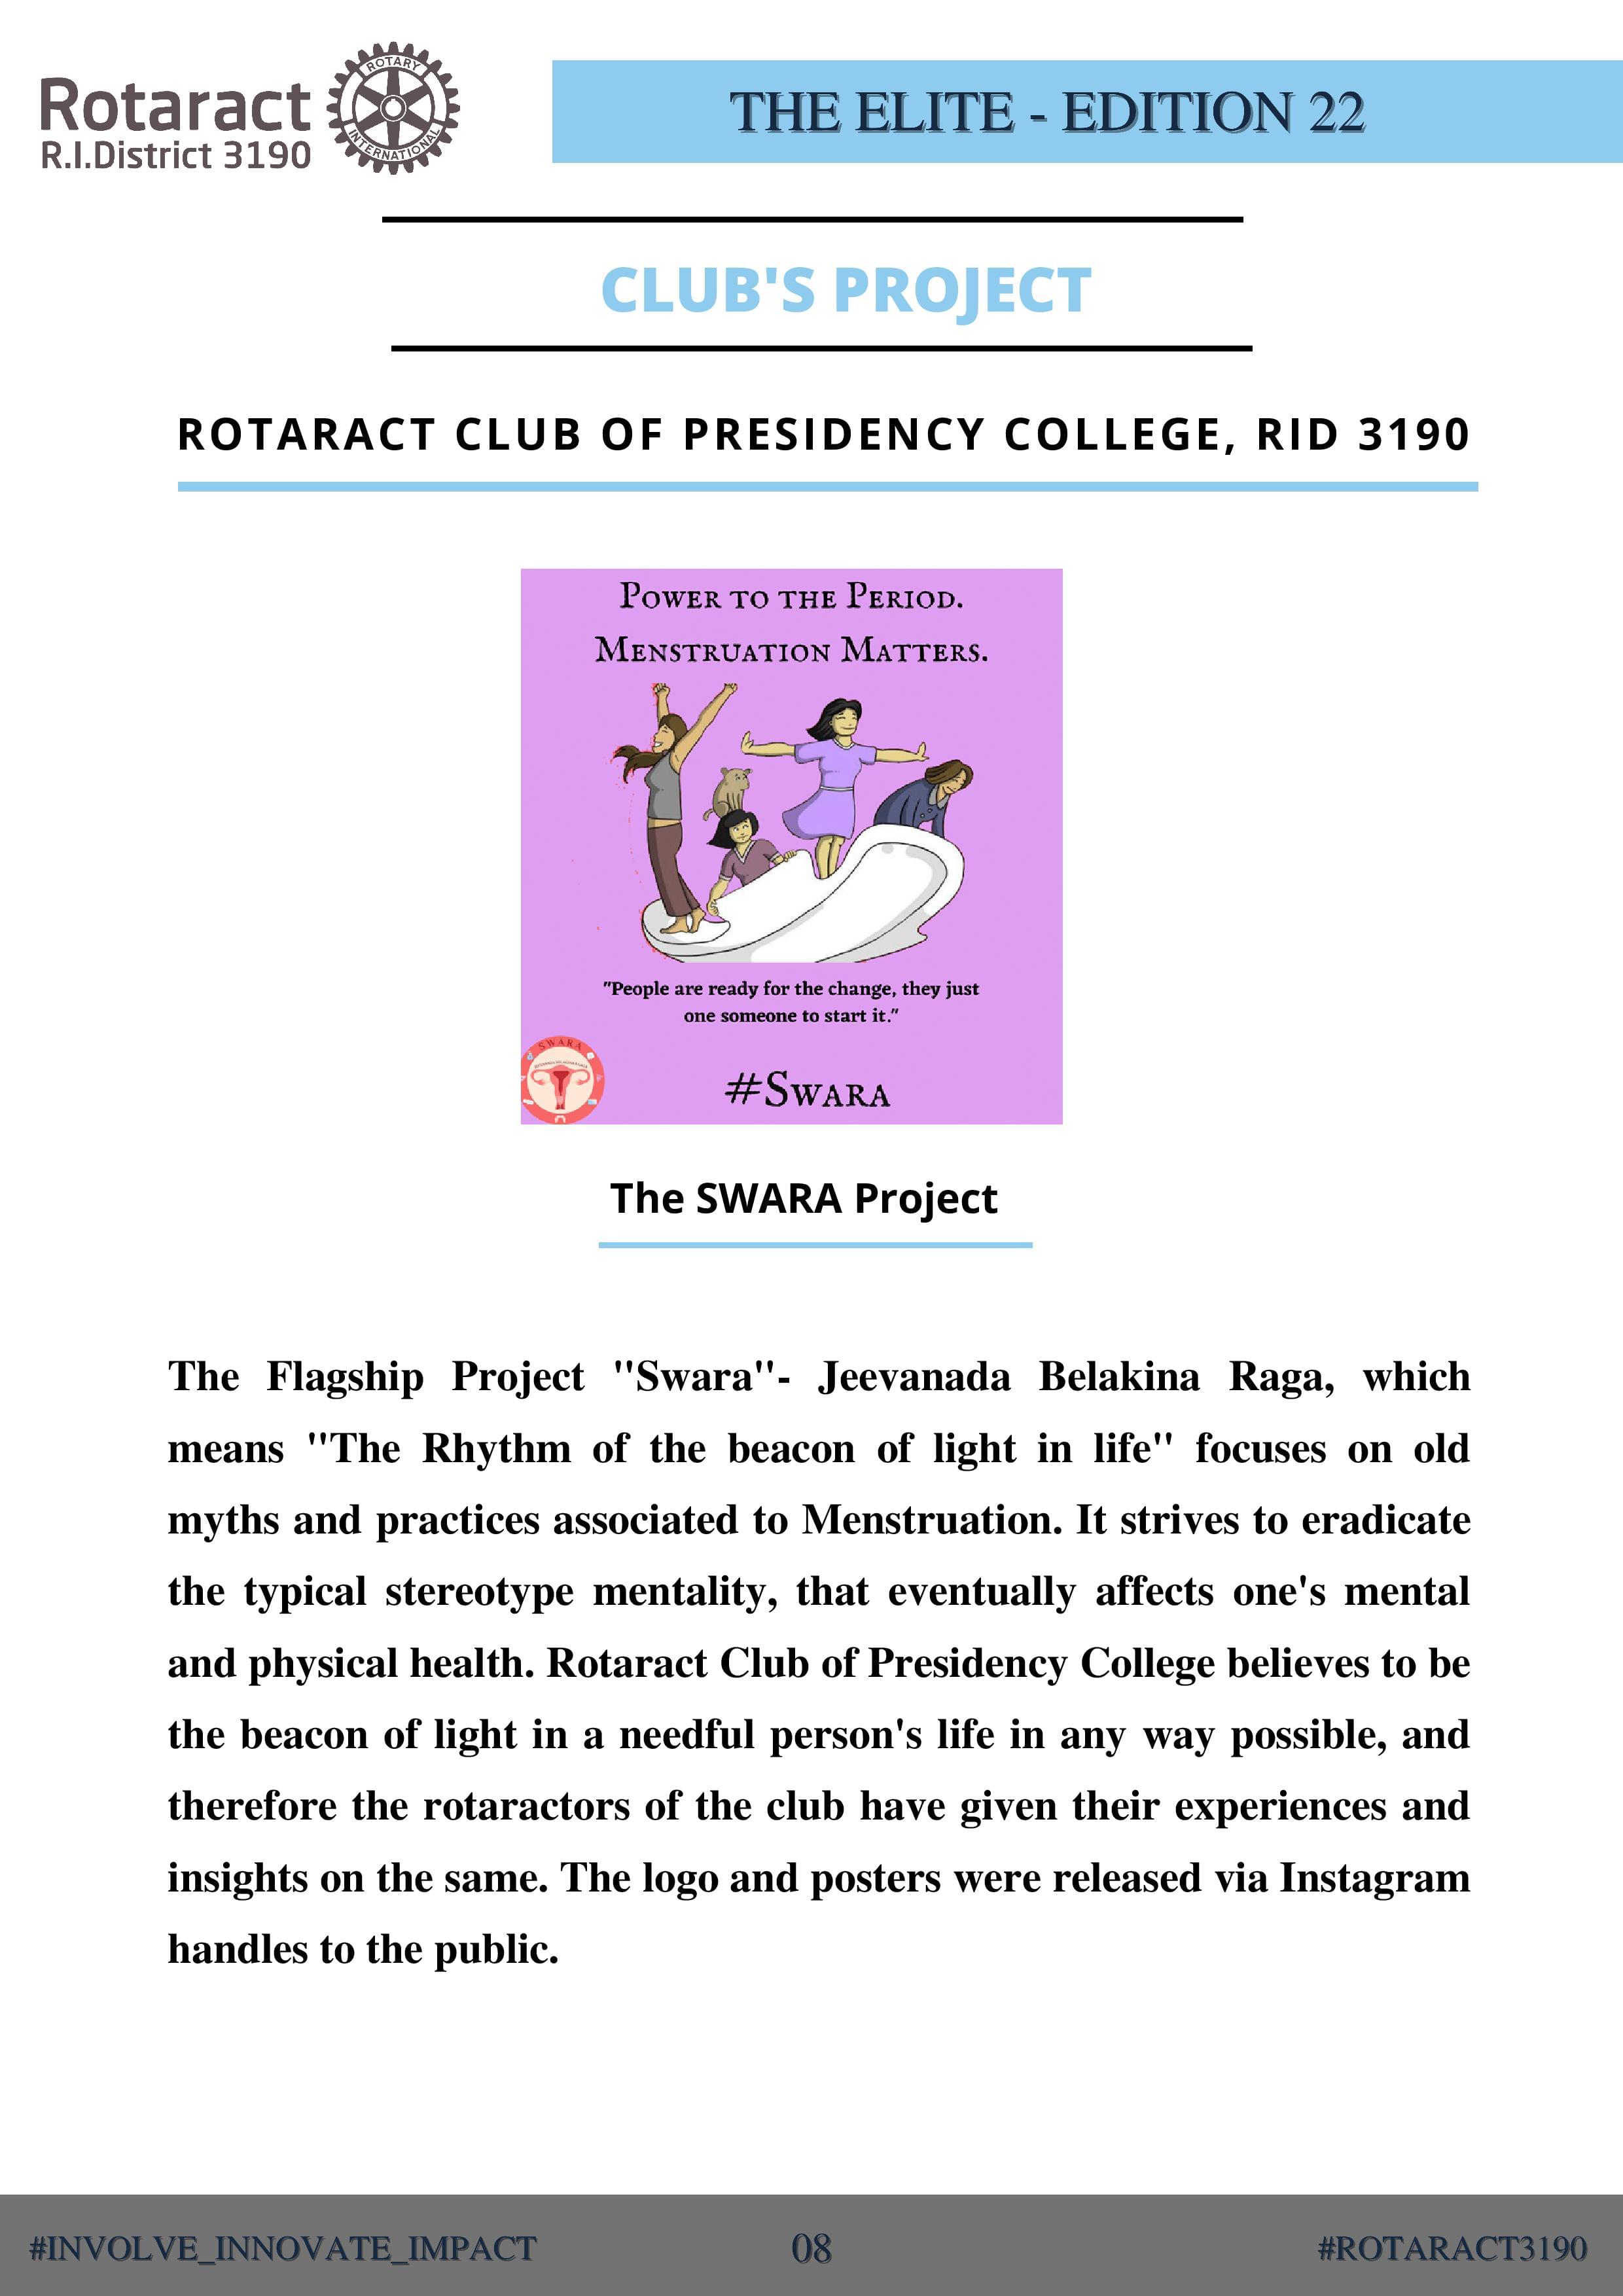 Rotaract
R.I.District 3190
ROTARY
INTERNATIONAL
THE ELITE - EDITION 22
CLUB'S PROJECT
ROTARACT CLUB OF PRESIDENCY COLLEGE, RID 3190
Power to the Period.
Menstruation Matters.
"People are ready for the change, they just
one someone to start it."
SWARA
#Swara
The SWARA Project
The Flagship Project "Swara"- Jeevanada Belakina Raga, which
means "The Rhythm of the beacon of light in life" focuses on old
myths and practices associated to Menstruation. It strives to eradicate
the typical stereotype mentality, that eventually affects one's mental
and physical health. Rotaract Club of Presidency College believes to be
the beacon of light in a needful person's life in any way possible, and
therefore the rotaractors of the club have given their experiences and
insights on the same. The logo and posters were released via Instagram
handles to the public.
#INVOLVE_INNOVATE_IMPACT
08
#ROTARACT3190